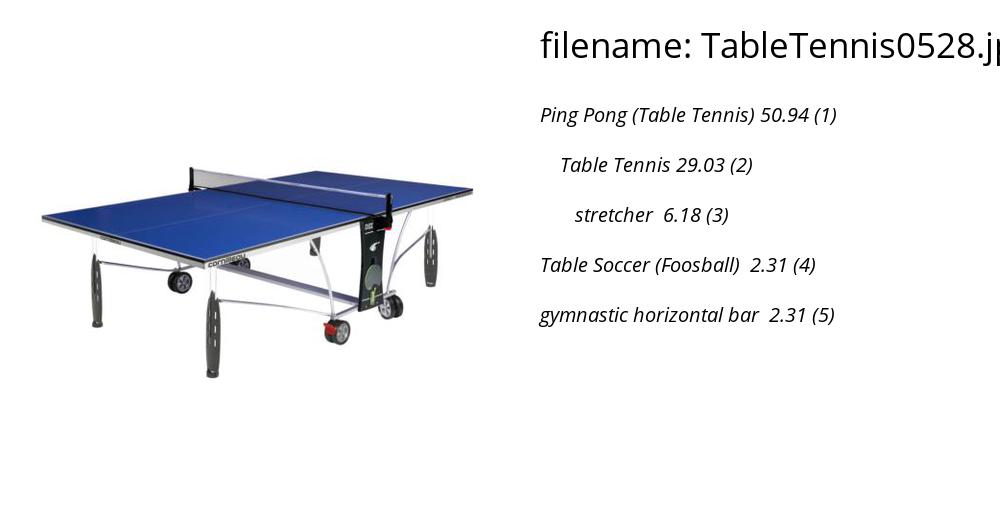 filename: TableTennis0528.jp
Ping Pong (Table Tennis) 50.94 (1)
Table Tennis 29.03 (2)
stretcher 6.18 (3)
Table Soccer (Foosball) 2.31 (4)
gymnastic horizontal bar 2.31 (5)
cornilleau